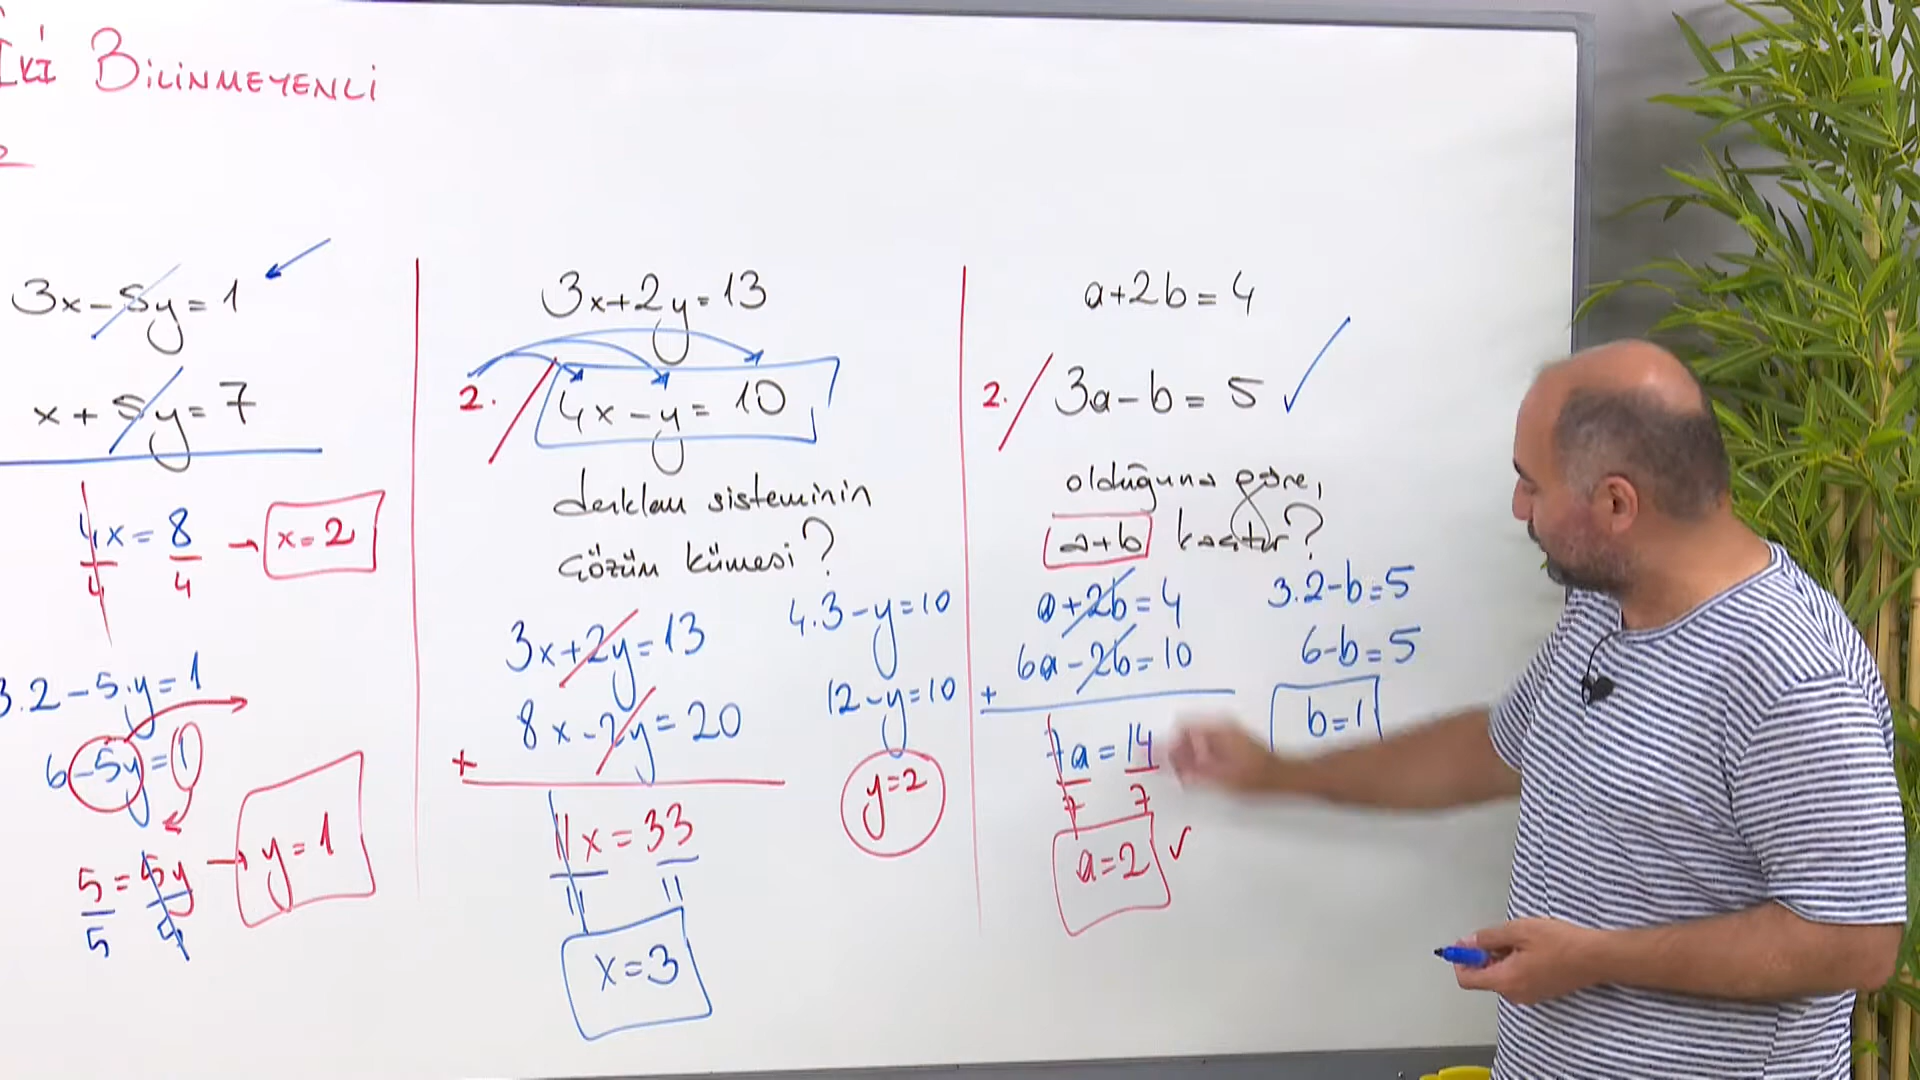 İKİ BİLİNMEYENLİ
3x-5y=1
x+5y=7
4x=8 → x=2
4 4
3.2-5.y=1
6-5y=1
5=5y → y=1
5 5
3x+2y=13
2. 4x-y=10
denklem sisteminin
çözüm kümesi?
3x+2y=13
8x-2y=20
+
11x=33
11 11
x=3
4.3-y=10
12-y=10
y=2
a+2b=4
2. 3a-b=5
olduğuna göre,
a+b kaçtır?
a+2b=4
6a-2b=10
+
7a=14
7 7
a=2
3.2-b=5
6-b=5
b=1